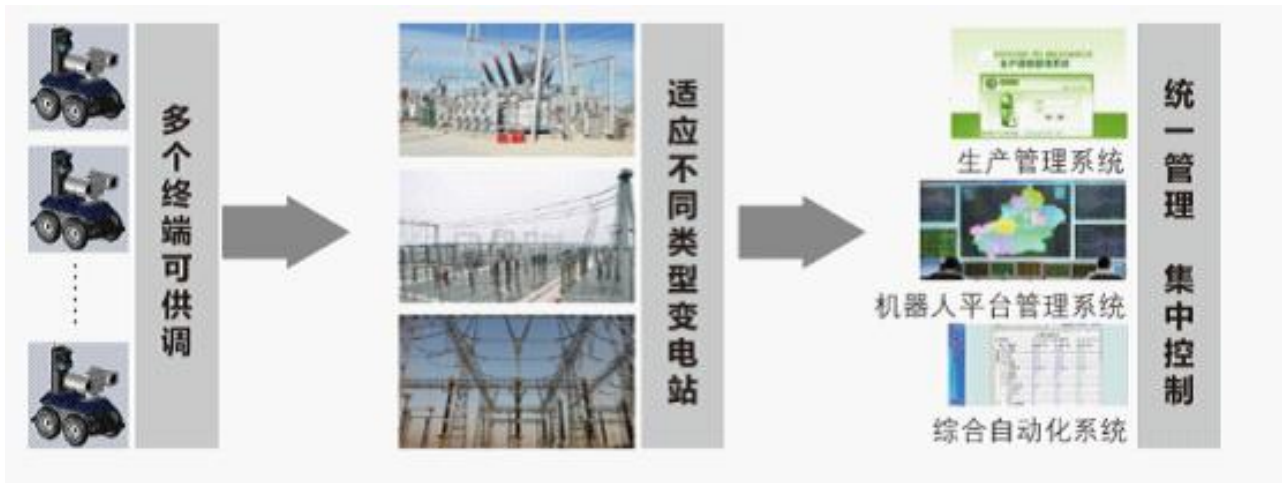 多个终端可供调
适应不同类型变电站
生产管理系统
机器人平台管理系统
综合自动化系统
统一管理 集中控制